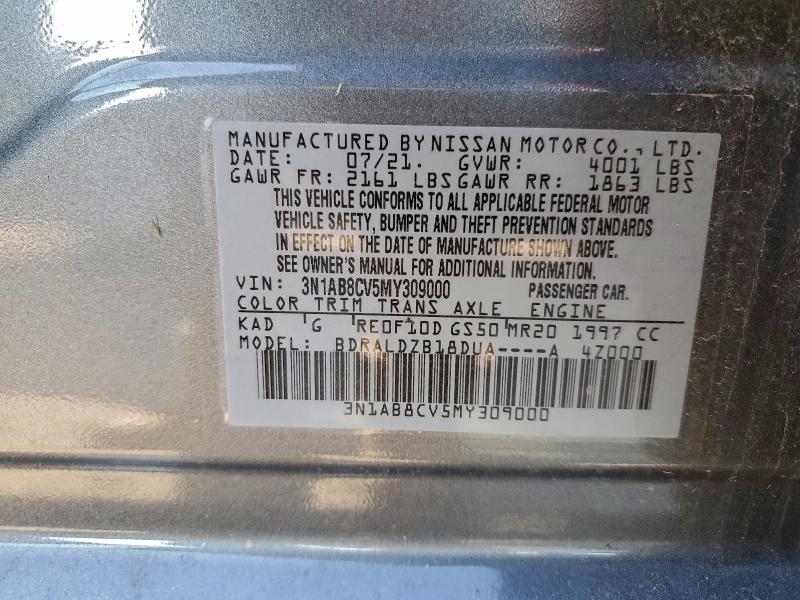 MANUFACTURED BY NISSAN MOTOR CO., LTD.
DATE: 07/21. GVWR: 4001 LBS
GAWR FR: 2161 LBS GAWR RR: 1863 LBS
THIS VEHICLE CONFORMS TO ALL APPLICABLE FEDERAL MOTOR
VEHICLE SAFETY, BUMPER AND THEFT PREVENTION STANDARDS
IN EFFECT ON THE DATE OF MANUFACTURE SHOWN ABOVE.
SEE OWNER'S MANUAL FOR ADDITIONAL INFORMATION.
VIN: 3N1AB8CV5MY309000 PASSENGER CAR.
COLOR TRIM TRANS AXLE ENGINE
KAD G RE0F10D GS50 MR20 1997 CC
MODEL: BDRALDZB18DUA----A 4Z000
3N1AB8CV5MY309000